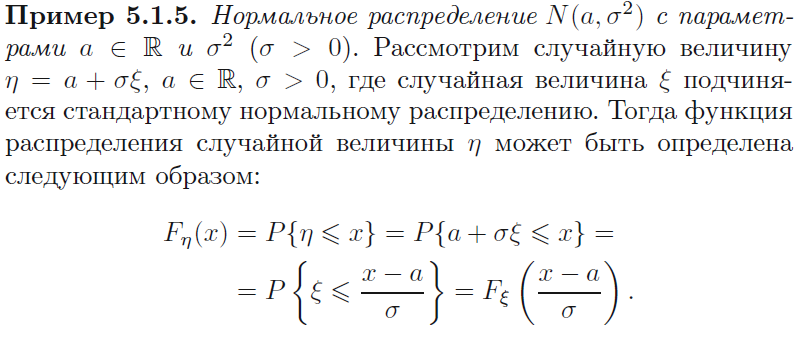 Пример 5.1.5. Нормальное распределение N(a, σ²) с парамет-
рами a ∈ ℝ и σ² (σ > 0). Рассмотрим случайную величину
η = a + σξ, a ∈ ℝ, σ > 0, где случайная величина ξ подчиня-
ется стандартному нормальному распределению. Тогда функция
распределения случайной величины η может быть определена
следующим образом:
F_η(x) = P{η ⩽ x} = P{a + σξ ⩽ x} =
= P{ξ ⩽ (x − a)/σ} = F_ξ((x − a)/σ).